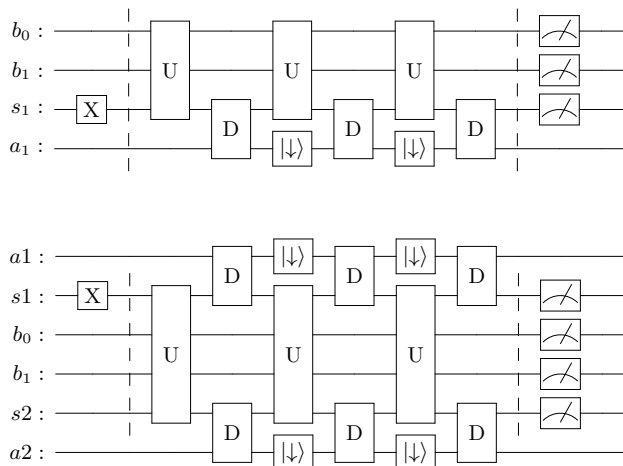 b₀ :
U U U
b₁ :
s₁ : X
D D D
a₁ : |↓⟩ |↓⟩
a1 : |↓⟩ |↓⟩
D D D
s1 : X
b₀ :
U U U
b₁ :
s2 :
D D D
a2 : |↓⟩ |↓⟩